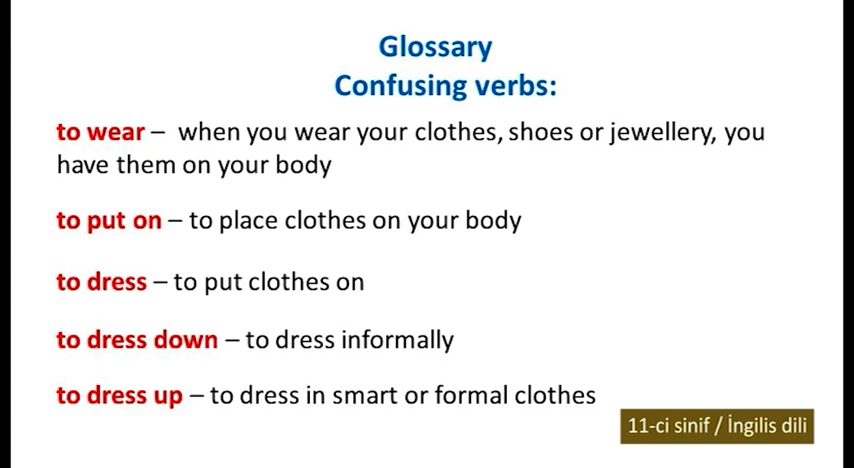 Glossary
Confusing verbs:
to wear – when you wear your clothes, shoes or jewellery, you
have them on your body
to put on – to place clothes on your body
to dress – to put clothes on
to dress down – to dress informally
to dress up – to dress in smart or formal clothes
11-ci sinif / İngilis dili